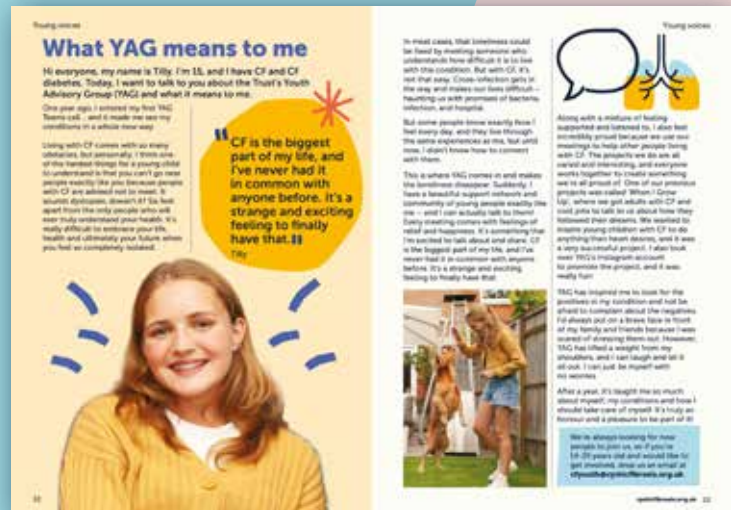 Young voices
What YAG means to me
Hi everyone, my name is Tilly. I'm 15, and I have CF and CF
diabetes. Today, I want to talk to you about the Trust's Youth
Advisory Group (YAG) and what it means to me.
One year ago, I entered my first YAG
Teams call... and it made me see my
conditions in a whole new way.
Living with CF comes with so many
obstacles, but personally, I think one
of the hardest things for a young child
to understand is that you can't go near
people exactly like you because people
with CF are advised not to meet. It
sounds dystopian, doesn't it? To feel
apart from the only people who will
ever truly understand your health. It's
really difficult to embrace your life,
health and ultimately your future when
you feel so completely isolated.
"CF is the biggest
part of my life, and
I've never had it
in common with
anyone before. It's a
strange and exciting
feeling to finally
have that."
Tilly
In most cases, that loneliness could
be fixed by meeting someone who
understands how difficult it is to live
with this condition. But with CF, it's
not that easy. Cross-infection gets in
the way and makes our lives difficult –
haunting us with promises of bacteria,
infection, and hospital.
But some people know exactly how I
feel every day, and they live through
the same experiences as me, but until
now, I didn't know how to connect
with them.
This is where YAG comes in and makes
the loneliness disappear. Suddenly, I
have a beautiful support network and
community of young people exactly like
me – and I can actually talk to them!
Every meeting comes with feelings of
relief and happiness. It's something that
I'm excited to talk about and share. CF
is the biggest part of my life, and I've
never had it in common with anyone
before. It's a strange and exciting
feeling to finally have that.
Young voices
Along with a mixture of feeling
supported and listened to, I also feel
incredibly proud because we use our
meetings to help other people living
with CF. The projects we do are all
varied and interesting, and everyone
works together to create something
we're all proud of. One of our previous
projects was called 'When I Grow
Up', where we got adults with CF and
cool jobs to talk to us about how they
followed their dreams. We wanted to
inspire young children with CF to do
anything their heart desires, and it was
a very successful project. I also took
over YAG's Instagram account
to promote the project, and it was
really fun!
YAG has inspired me to look for the
positives in my condition and not be
afraid to complain about the negatives.
I'd always put on a brave face in front
of my family and friends because I was
scared of stressing them out. However,
YAG has lifted a weight from my
shoulders, and I can laugh and let it
all out. I can just be myself with
no worries.
After a year, it's taught me so much
about myself, my conditions and how I
should take care of myself. It's truly an
honour and a pleasure to be part of it!
We're always looking for new
people to join us, so if you're
14-25 years old and would like to
get involved, drop us an email at
cfyouth@cysticfibrosis.org.uk
cysticfibrosis.org.uk